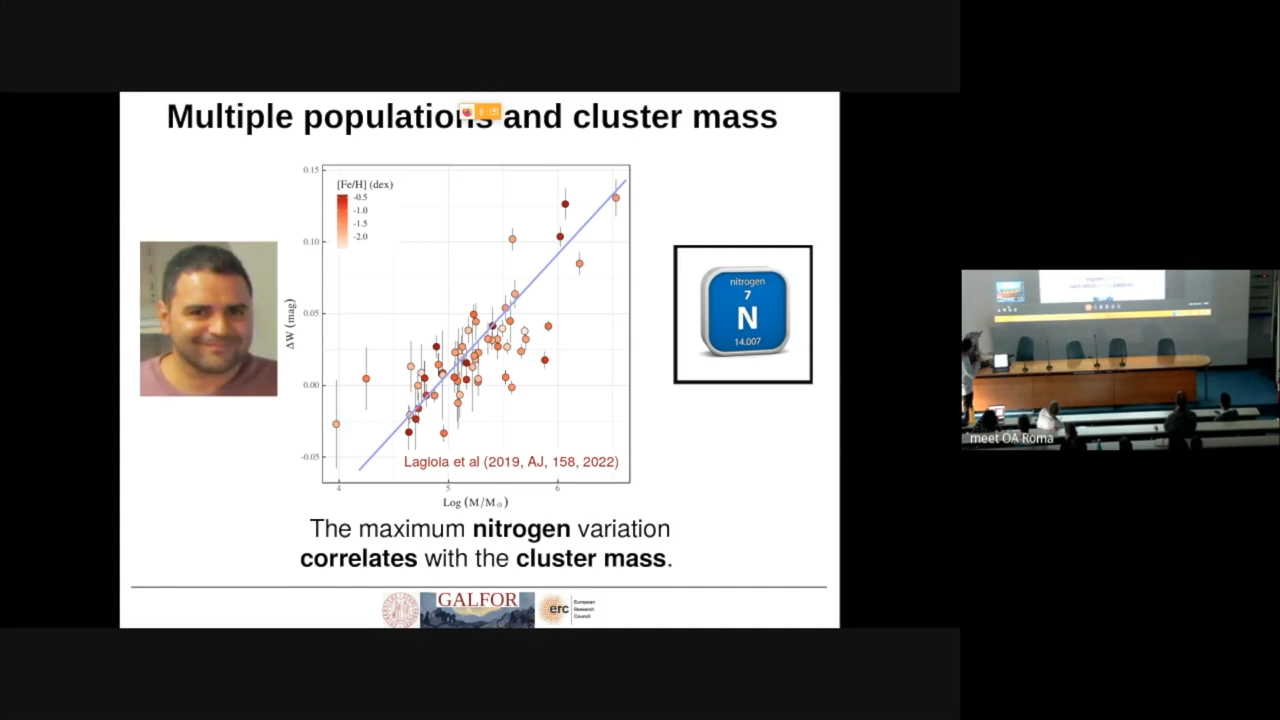 Multiple populations and cluster mass
0.15
0.10
0.05
0.00
-0.05
ΔW (mag)
[Fe/H] (dex)
-0.5
-1.0
-1.5
-2.0
Lagioia et al (2019, AJ, 158, 2022)
4
5
6
Log (M/M☉)
nitrogen
7
N
14.007
The maximum nitrogen variation
correlates with the cluster mass.
GALFOR
erc
European
Research
Council
meet OA Roma